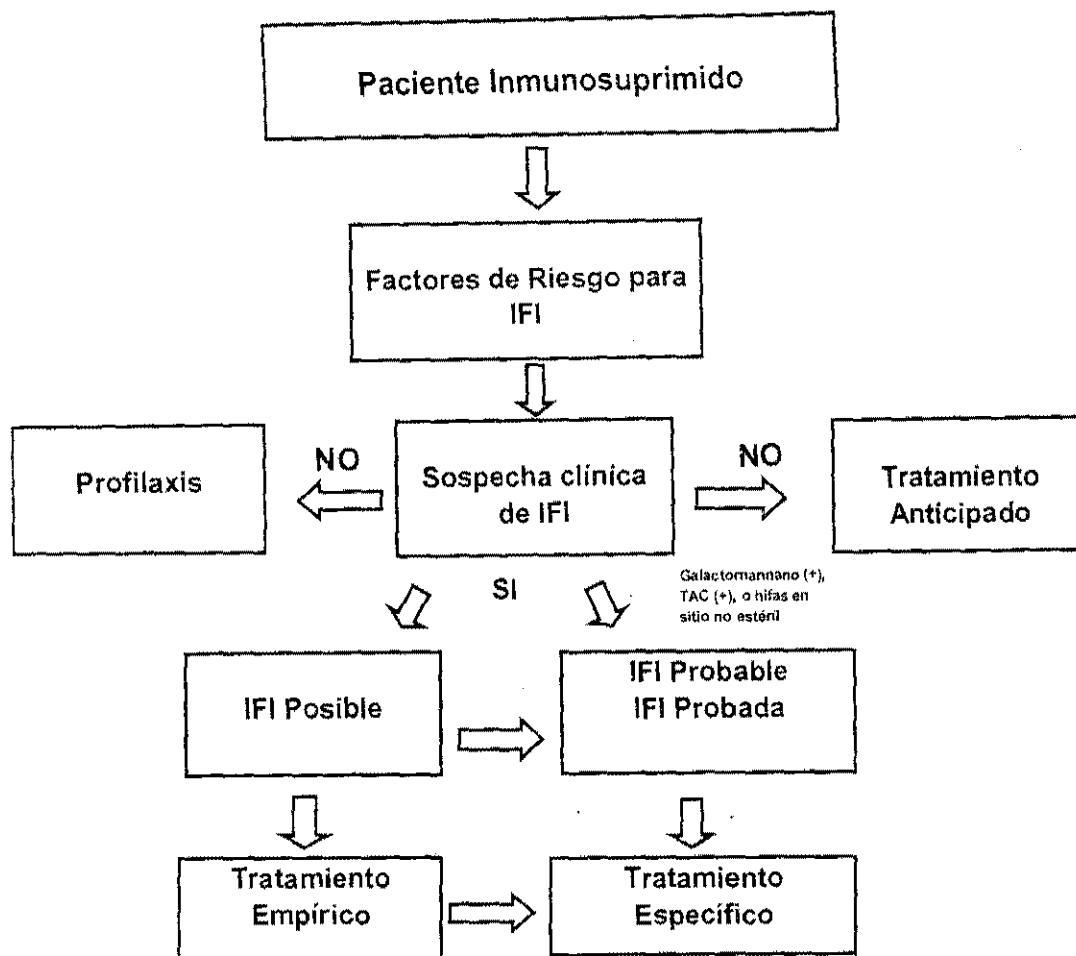 Paciente Inmunosuprimido
Factores de Riesgo para
IFI
Profilaxis
NO
Sospecha clínica
de IFI
NO
Tratamiento
Anticipado
SI
Galactomannano (+),
TAC (+), o hifas en
sitio no estéril
IFI Posible
IFI Probable
IFI Probada
Tratamiento
Empírico
Tratamiento
Específico